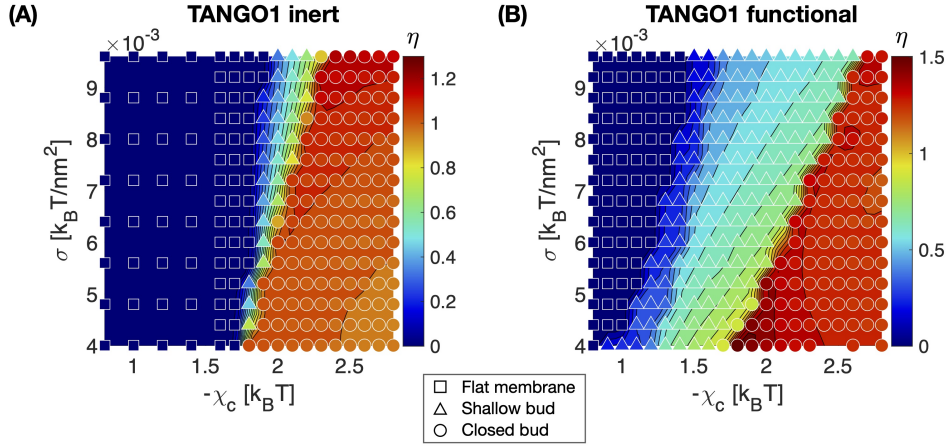 (A) TANGO1 inert
×10⁻³
η
9
8
7
6
5
4
σ [k_BT/nm²]
1 1.5 2 2.5
-χ_c [k_BT]
1.2
1
0.8
0.6
0.4
0.2
0
(B) TANGO1 functional
×10⁻³
η
9
8
7
6
5
4
σ [k_BT/nm²]
1 1.5 2 2.5
-χ_c [k_BT]
1.5
1
0.5
0
Flat membrane
Shallow bud
Closed bud